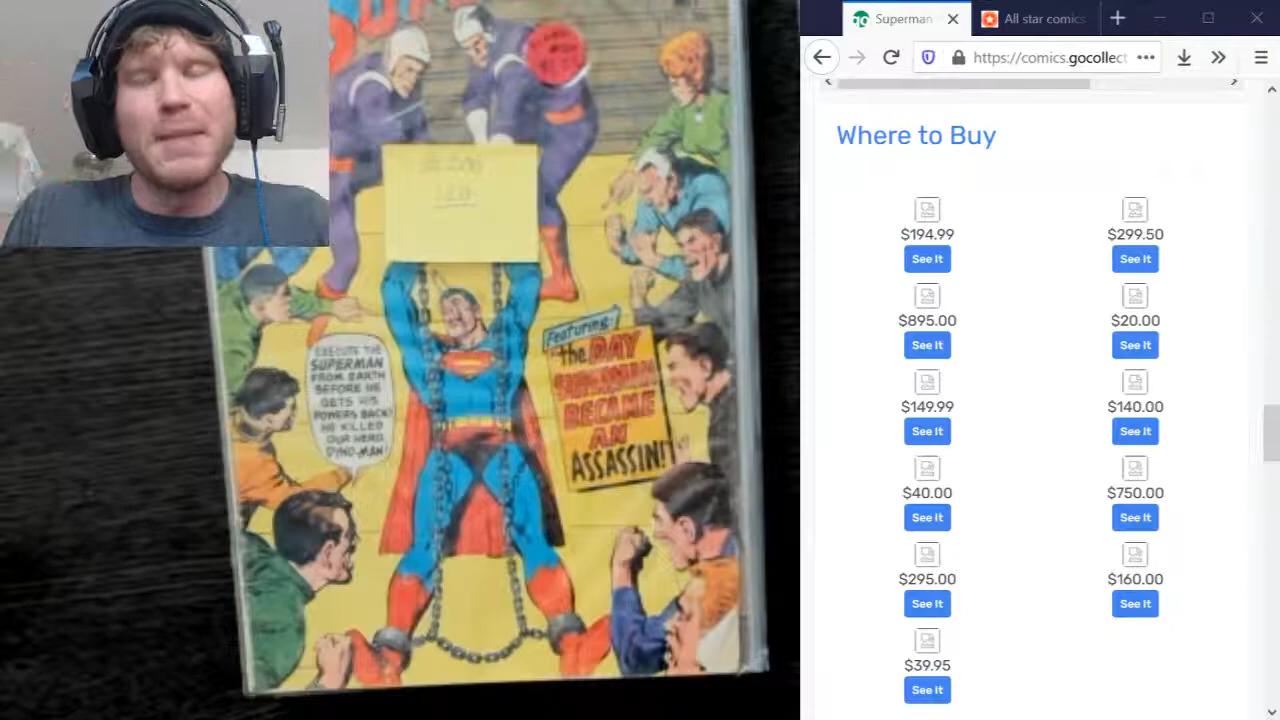 Superman
All star comics
https://comics.gocollect
Where to Buy
$194.99
$299.50
See It
See It
$895.00
$20.00
See It
See It
$149.99
$140.00
See It
See It
$40.00
$750.00
See It
See It
$295.00
$160.00
See It
See It
$39.95
See It
EXECUTE THE
SUPERMAN
FROM EARTH
BEFORE HE
GETS HIS
POWERS BACK!
HE KILLED
OUR HERO,
DYNO-MAN!
Featuring:
"The DAY
SUPERMAN
BECAME
AN
ASSASSIN!"